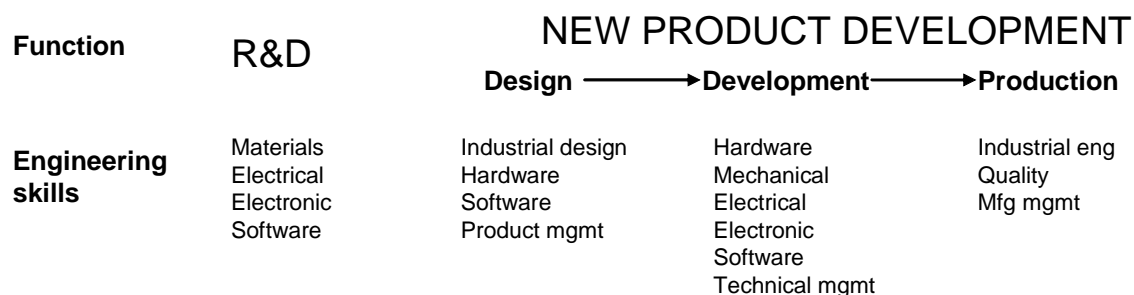 Function
R&D
NEW PRODUCT DEVELOPMENT
Design
Development
Production
Engineering
skills
Materials
Electrical
Electronic
Software
Industrial design
Hardware
Software
Product mgmt
Hardware
Mechanical
Electrical
Electronic
Software
Technical mgmt
Industrial eng
Quality
Mfg mgmt